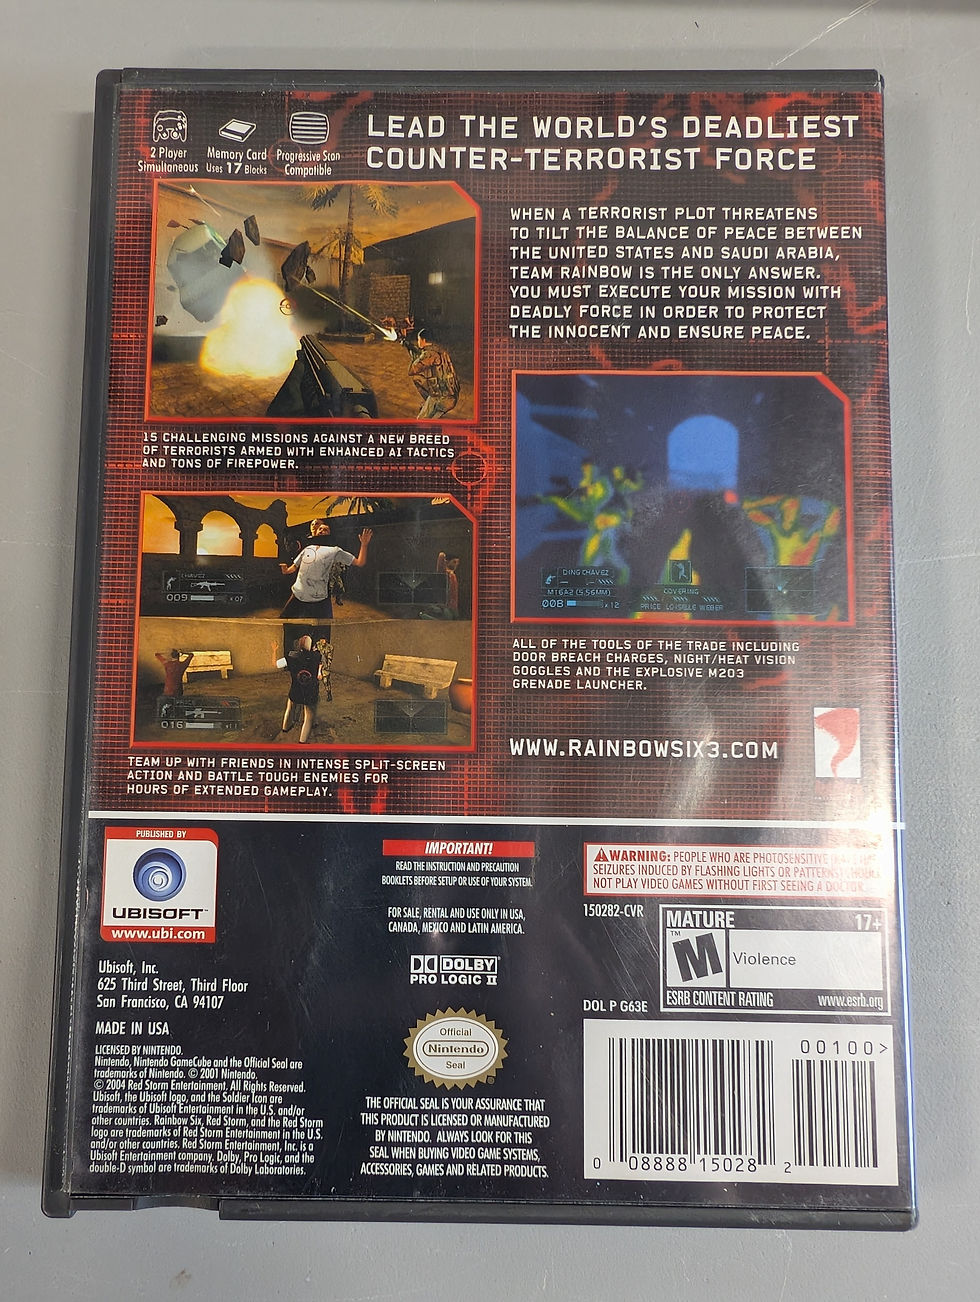 2 Player
Simultaneous
Memory Card
Uses 17 Blocks
Progressive Scan
Compatible
LEAD THE WORLD'S DEADLIEST
COUNTER-TERRORIST FORCE
WHEN A TERRORIST PLOT THREATENS
TO TILT THE BALANCE OF PEACE BETWEEN
THE UNITED STATES AND SAUDI ARABIA,
TEAM RAINBOW IS THE ONLY ANSWER.
YOU MUST EXECUTE YOUR MISSION WITH
DEADLY FORCE IN ORDER TO PROTECT
THE INNOCENT AND ENSURE PEACE.
15 CHALLENGING MISSIONS AGAINST A NEW BREED
OF TERRORISTS ARMED WITH ENHANCED AI TACTICS
AND TONS OF FIREPOWER.
CHAVEZ
009 x07
016
DING CHAVEZ
M16A2 (5.56MM)
008 x12
COVERING
PRICE LOISELLE WEBER
ALL OF THE TOOLS OF THE TRADE INCLUDING
DOOR BREACH CHARGES, NIGHT/HEAT VISION
GOGGLES AND THE EXPLOSIVE M203
GRENADE LAUNCHER.
WWW.RAINBOWSIX3.COM
TEAM UP WITH FRIENDS IN INTENSE SPLIT-SCREEN
ACTION AND BATTLE TOUGH ENEMIES FOR
HOURS OF EXTENDED GAMEPLAY.
PUBLISHED BY
UBISOFT™
www.ubi.com
Ubisoft, Inc.
625 Third Street, Third Floor
San Francisco, CA 94107
MADE IN USA
LICENSED BY NINTENDO.
Nintendo, Nintendo GameCube and the Official Seal are
trademarks of Nintendo. © 2001 Nintendo.
© 2004 Red Storm Entertainment. All Rights Reserved.
Ubisoft, the Ubisoft logo, and the Soldier Icon are
trademarks of Ubisoft Entertainment in the U.S. and/or
other countries. Rainbow Six, Red Storm, and the Red Storm
logo are trademarks of Red Storm Entertainment in the U.S.
and/or other countries. Red Storm Entertainment, Inc. is a
Ubisoft Entertainment company. Dolby, Pro Logic, and the
double-D symbol are trademarks of Dolby Laboratories.
IMPORTANT!
READ THE INSTRUCTION AND PRECAUTION
BOOKLETS BEFORE SETUP OR USE OF YOUR SYSTEM.
FOR SALE, RENTAL AND USE ONLY IN USA,
CANADA, MEXICO AND LATIN AMERICA.
DOLBY®
PRO LOGIC II
Official
Nintendo
Seal
®
THE OFFICIAL SEAL IS YOUR ASSURANCE THAT
THIS PRODUCT IS LICENSED OR MANUFACTURED
BY NINTENDO. ALWAYS LOOK FOR THIS
SEAL WHEN BUYING VIDEO GAME SYSTEMS,
ACCESSORIES, GAMES AND RELATED PRODUCTS.
WARNING: PEOPLE WHO ARE PHOTOSENSITIVE
SEIZURES INDUCED BY FLASHING LIGHTS OR PATTERNS) SHOULD
NOT PLAY VIDEO GAMES WITHOUT FIRST SEEING A DOCTOR.
150282-CVR
MATURE 17+
TM
M
Violence
ESRB CONTENT RATING www.esrb.org
DOL P G63E
00100>
0 08888 15028 2